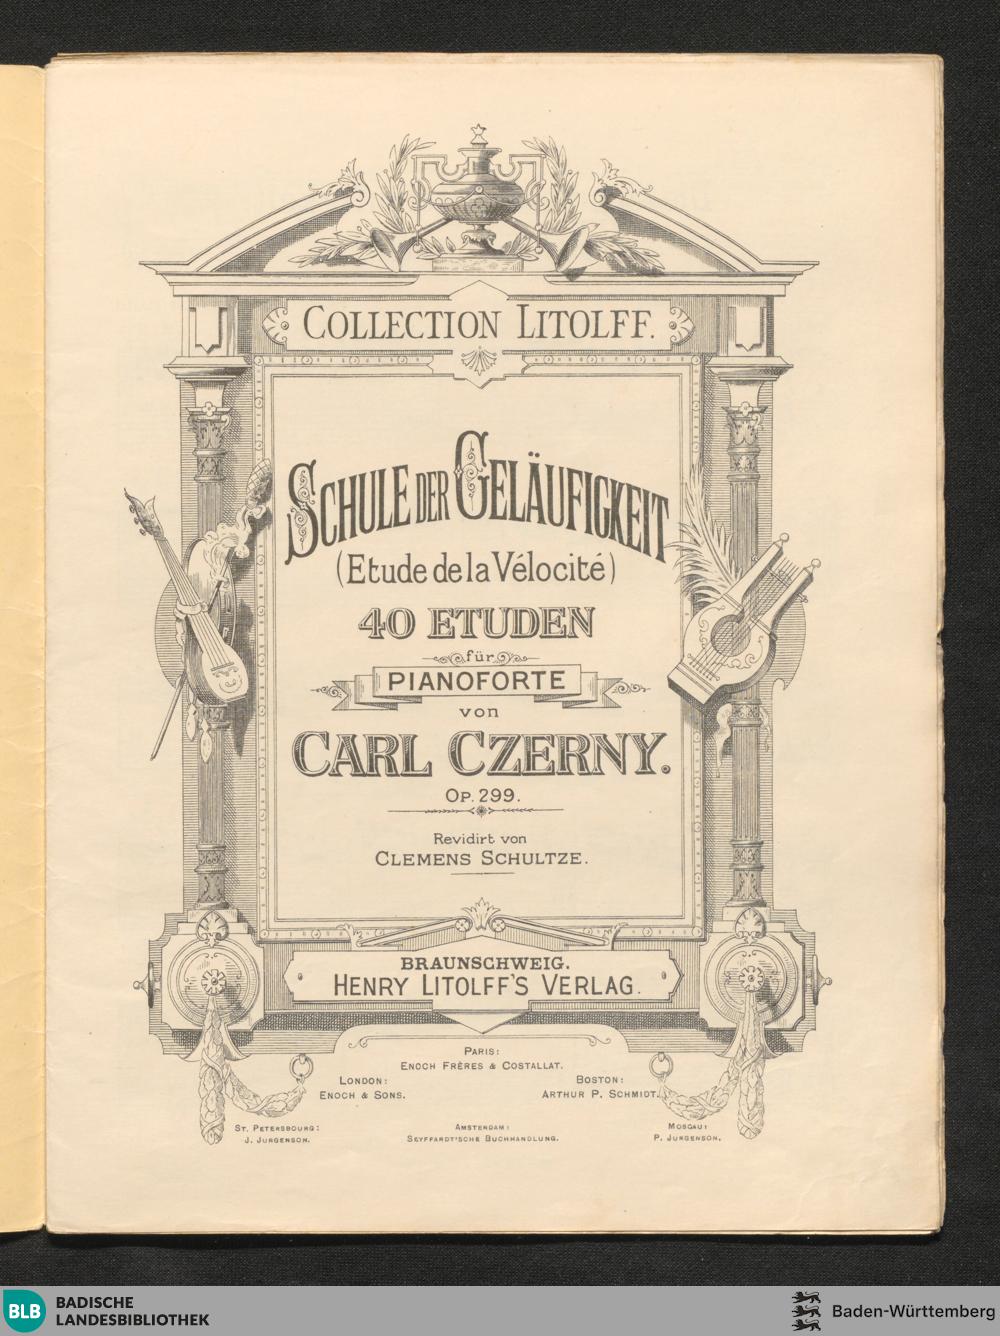 COLLECTION LITOLFF.
SCHULE DER GELÄUFIGKEIT
(Etude de la Vélocité)
40 ETUDEN
für
PIANOFORTE
von
CARL CZERNY.
OP. 299.
Revidirt von
CLEMENS SCHULTZE.
BRAUNSCHWEIG.
HENRY LITOLFF'S VERLAG.
PARIS:
ENOCH FRÈRES & COSTALLAT.
LONDON:
ENOCH & SONS.
BOSTON:
ARTHUR P. SCHMIDT.
ST. PETERSBOURG:
J. JURGENSON.
AMSTERDAM:
SEYFFARDT'SCHE BUCHHANDLUNG.
MOSCAU:
P. JURGENSON.
BLB
BADISCHE
LANDESBIBLIOTHEK
Baden-Württemberg